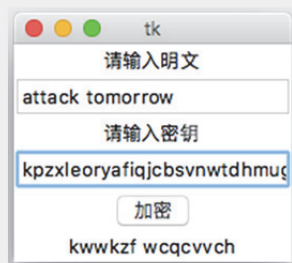 tk
请输入明文
attack tomorrow
请输入密钥
kpzxleoryafiqjcbsvnwtdhmug
加密
kwwkzf wcqcvvch